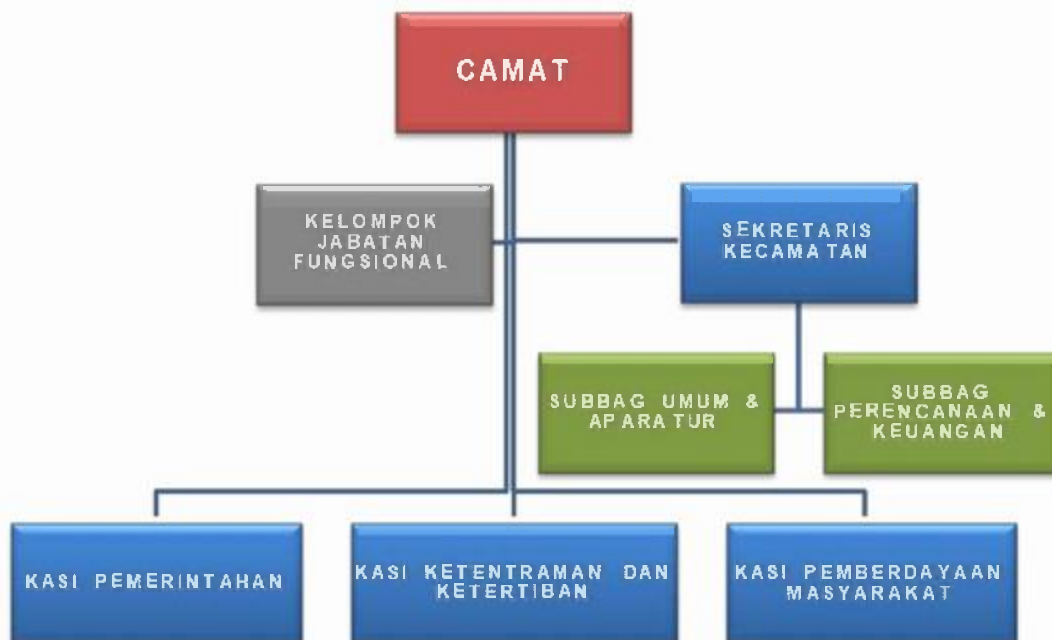 CAMAT
KELOMPOK
JABATAN
FUNGSIONAL
SEKRETARIS
KECAMATAN
SUBBAG UMUM &
APARATUR
SUBBAG
PERENCANAAN &
KEUANGAN
KASI PEMERINTAHAN
KASI KETENTRAMAN DAN
KETERTIBAN
KASI PEMBERDAYAAN
MASYARAKAT